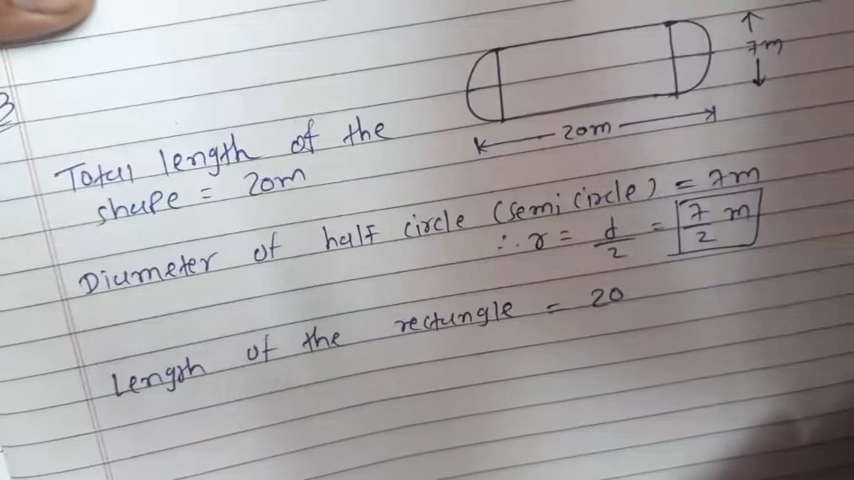 3
7m
20m
Total length of the
shape = 20m
Diameter of half circle (semi circle) = 7m
∴ r = d/2 = 7/2 m
Length of the rectangle = 20